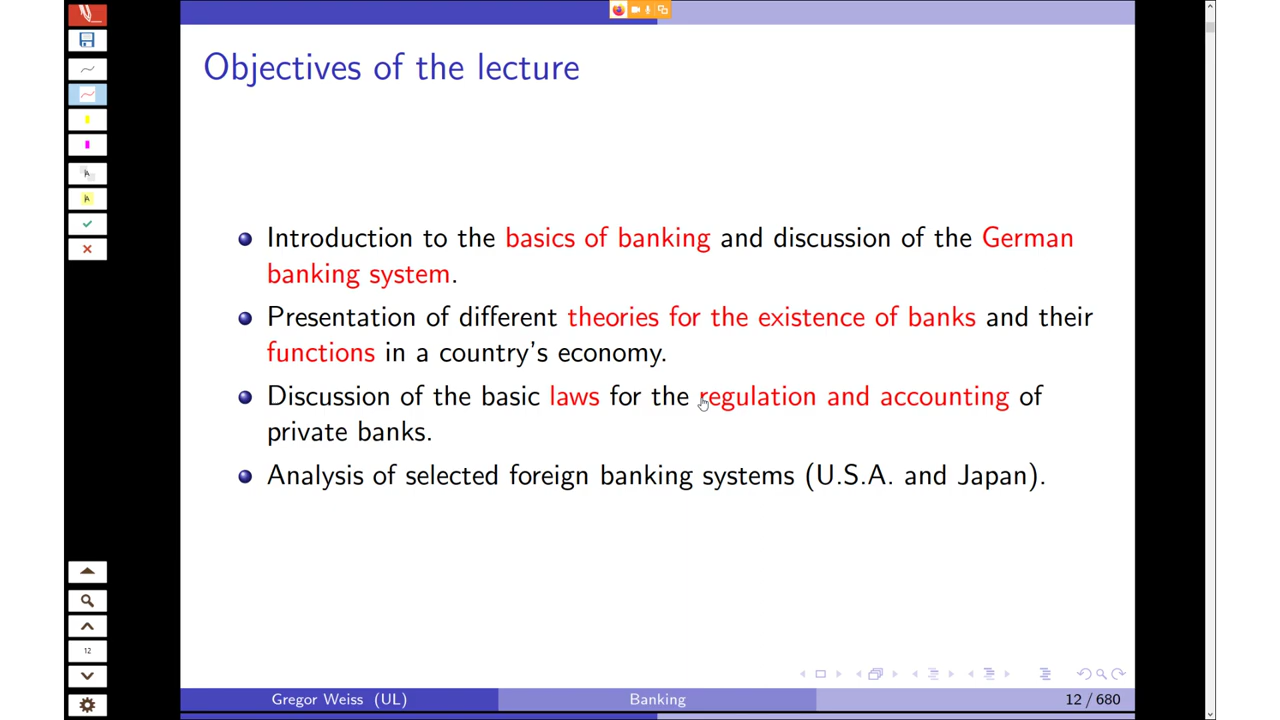 Objectives of the lecture
Introduction to the basics of banking and discussion of the German
banking system.
Presentation of different theories for the existence of banks and their
functions in a country's economy.
Discussion of the basic laws for the regulation and accounting of
private banks.
Analysis of selected foreign banking systems (U.S.A. and Japan).
12
Gregor Weiss (UL) Banking 12 / 680